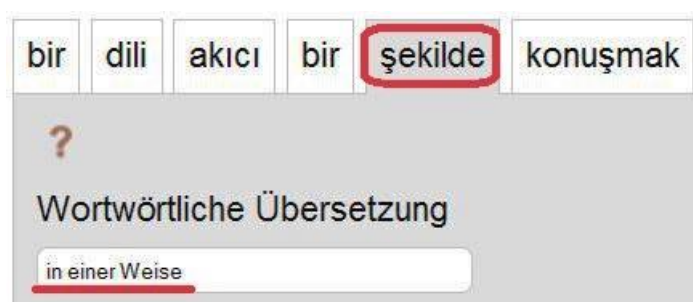 bir dili akıcı bir şekilde konuşmak
?
Wortwörtliche Übersetzung
in einer Weise